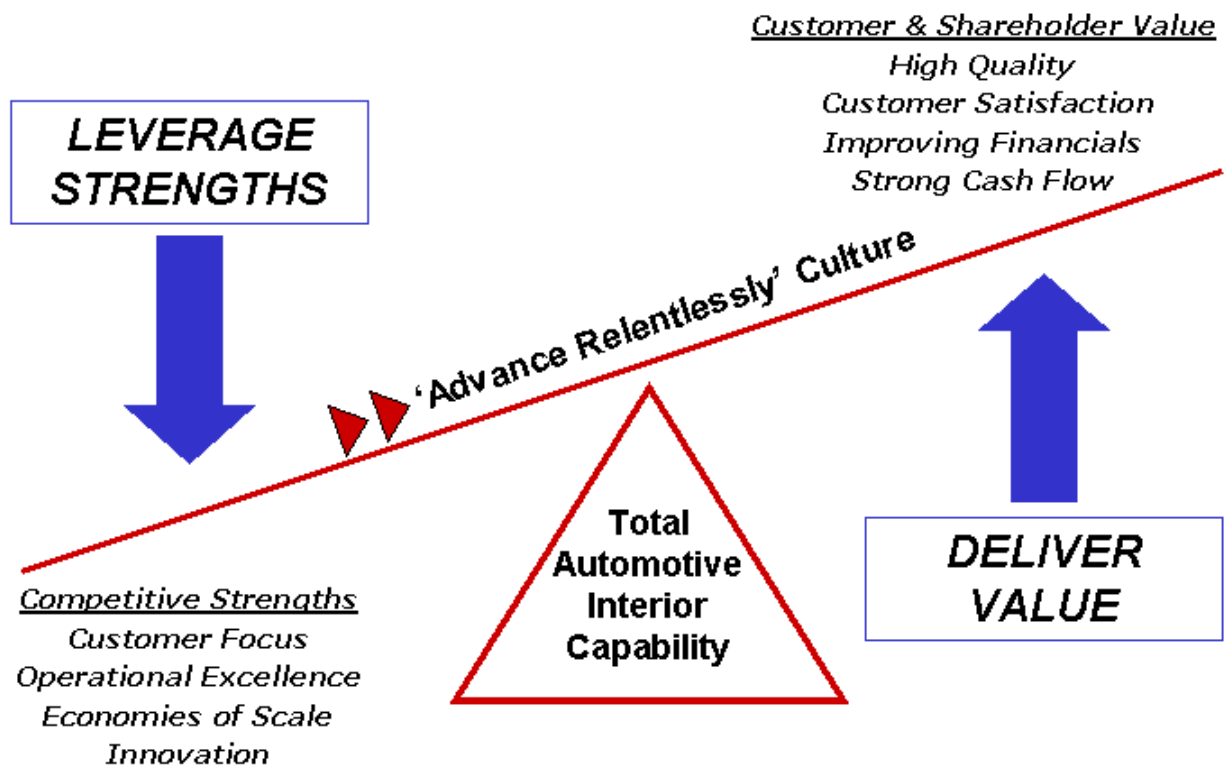 LEVERAGE
STRENGTHS
Customer & Shareholder Value
High Quality
Customer Satisfaction
Improving Financials
Strong Cash Flow
‘Advance Relentlessly’ Culture
Competitive Strengths
Customer Focus
Operational Excellence
Economies of Scale
Innovation
Total
Automotive
Interior
Capability
DELIVER
VALUE